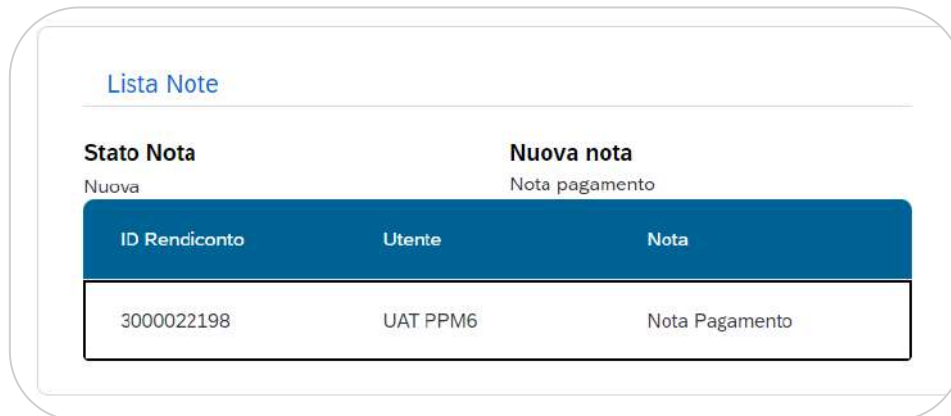 Lista Note
Stato Nota Nuova nota
Nuova Nota pagamento
ID Rendiconto Utente Nota
3000022198 UAT PPM6 Nota Pagamento